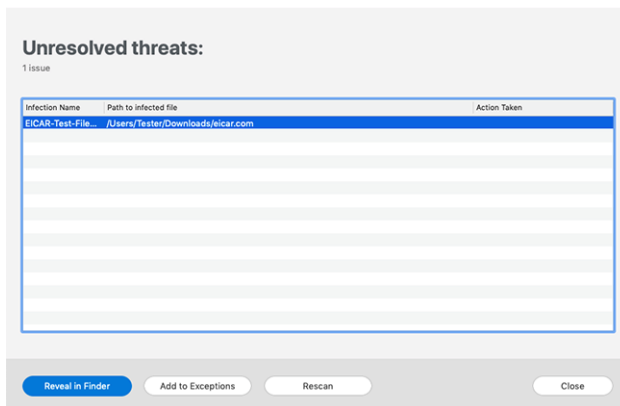 Unresolved threats:
1 issue
Infection Name Path to infected file Action Taken
EICAR-Test-File... /Users/Tester/Downloads/eicar.com
Reveal in Finder Add to Exceptions Rescan Close